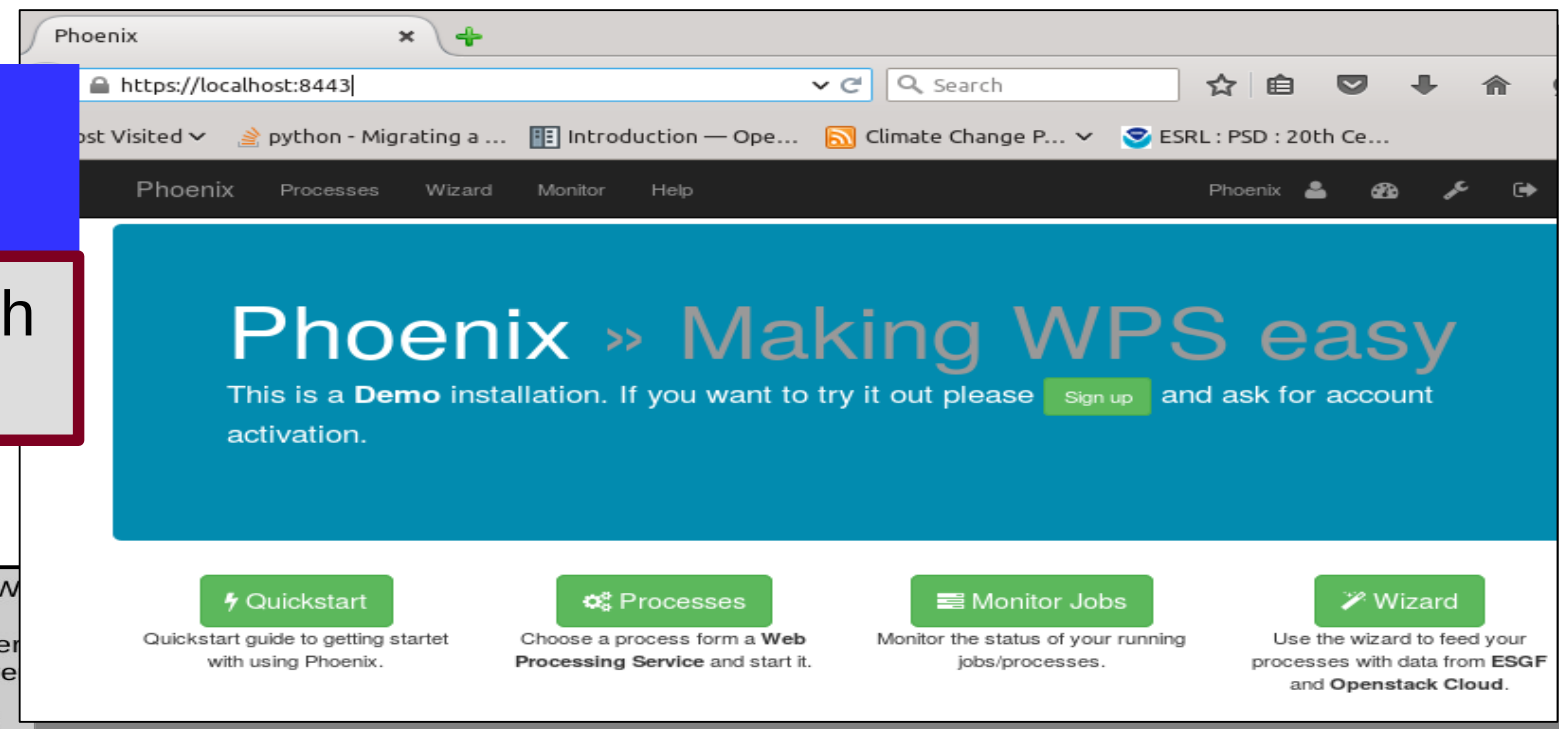 Phoenix
https://localhost:8443
Search
ost Visited
python - Migrating a ...
Introduction — Ope...
Climate Change P...
ESRL : PSD : 20th Ce...
Phoenix Processes Wizard Monitor Help Phoenix
h
Phoenix » Making WPS easy
This is a Demo installation. If you want to try it out please Sign up and ask for account
activation.
Quickstart
Quickstart guide to getting startet
with using Phoenix.
Processes
Choose a process form a Web
Processing Service and start it.
Monitor Jobs
Monitor the status of your running
jobs/processes.
Wizard
Use the wizard to feed your
processes with data from ESGF
and Openstack Cloud.
er
e